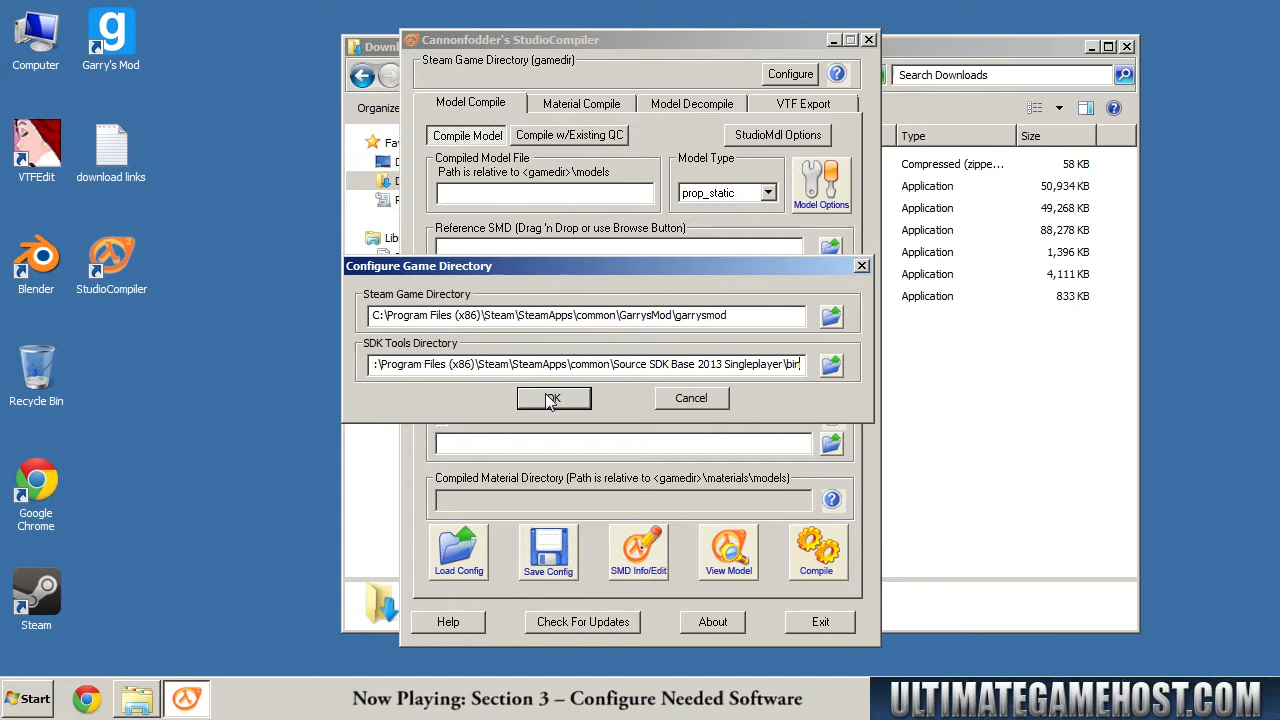 Computer
Garry's Mod
VTFEdit
download links
Blender
StudioCompiler
Recycle Bin
Google
Chrome
Steam
Search Downloads
Organize
Type
Size
Compressed (zippe...
58 KB
Application
50,934 KB
Application
49,268 KB
Application
88,278 KB
Application
1,396 KB
Application
4,111 KB
Application
833 KB
Cannonfodder's StudioCompiler
Steam Game Directory (gamedir)
Configure
Model Compile
Material Compile
Model Decompile
VTF Export
Compile Model
Compile w/Existing QC
StudioMdl Options
Compiled Model File
Path is relative to <gamedir>\models
Model Type
prop_static
Model Options
Reference SMD (Drag 'n Drop or use Browse Button)
Configure Game Directory
Steam Game Directory
C:\Program Files (x86)\Steam\SteamApps\common\GarrysMod\garrysmod
SDK Tools Directory
:\Program Files (x86)\Steam\SteamApps\common\Source SDK Base 2013 Singleplayer\bin
OK
Cancel
Compiled Material Directory (Path is relative to <gamedir>\materials\models)
Load Config
Save Config
SMD Info/Edit
View Model
Compile
Help
Check For Updates
About
Exit
Start
Now Playing: Section 3 – Configure Needed Software
ULTIMATEGAMEHOST.COM